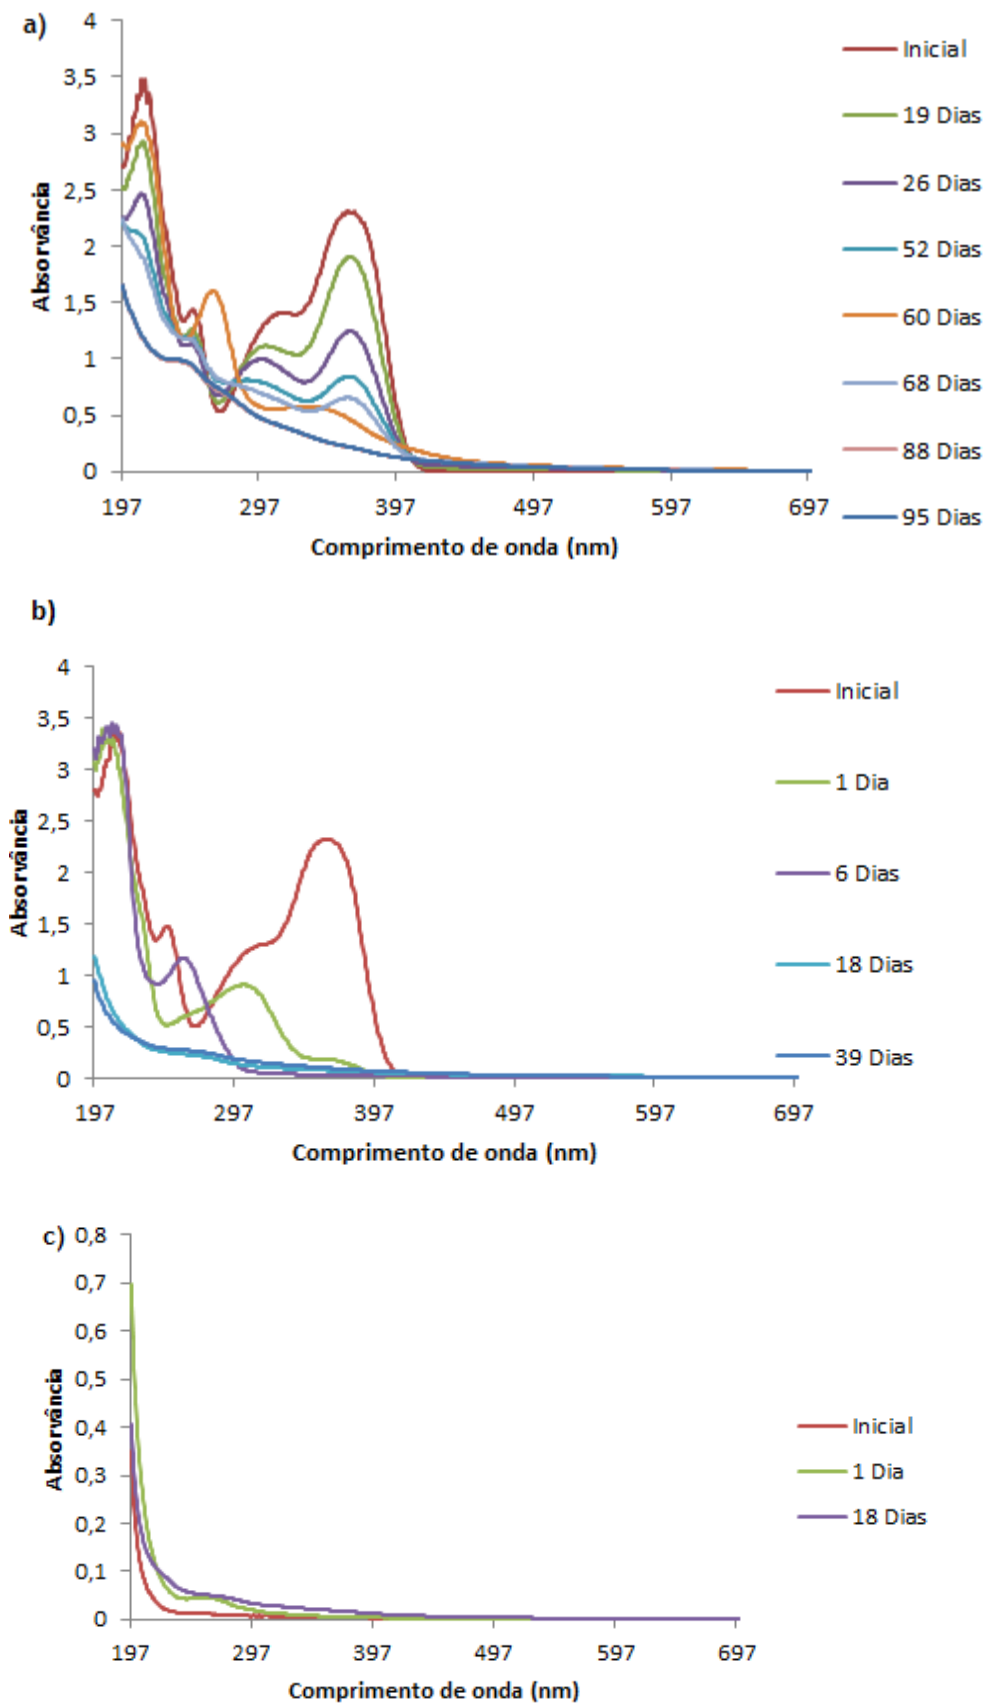 a)
4
3,5
3
2,5
2
1,5
1
0,5
0
Absorvância
197 297 397 497 597 697
Comprimento de onda (nm)
Inicial
19 Dias
26 Dias
52 Dias
60 Dias
68 Dias
88 Dias
95 Dias
b)
4
3,5
3
2,5
2
1,5
1
0,5
0
Absorvância
197 297 397 497 597 697
Comprimento de onda (nm)
Inicial
1 Dia
6 Dias
18 Dias
39 Dias
c)
0,8
0,7
0,6
0,5
0,4
0,3
0,2
0,1
0
Absorvância
197 297 397 497 597 697
Comprimento de onda (nm)
Inicial
1 Dia
18 Dias